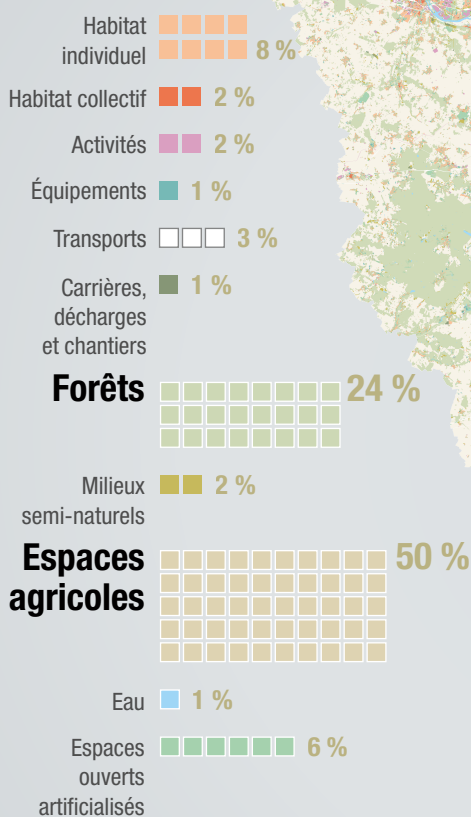 Habitat
individuel 8 %
Habitat collectif 2 %
Activités 2 %
Équipements 1 %
Transports 3 %
Carrières, 1 %
décharges
et chantiers
Forêts 24 %
Milieux 2 %
semi-naturels
Espaces 50 %
agricoles
Eau 1 %
Espaces 6 %
ouverts
artificialisés